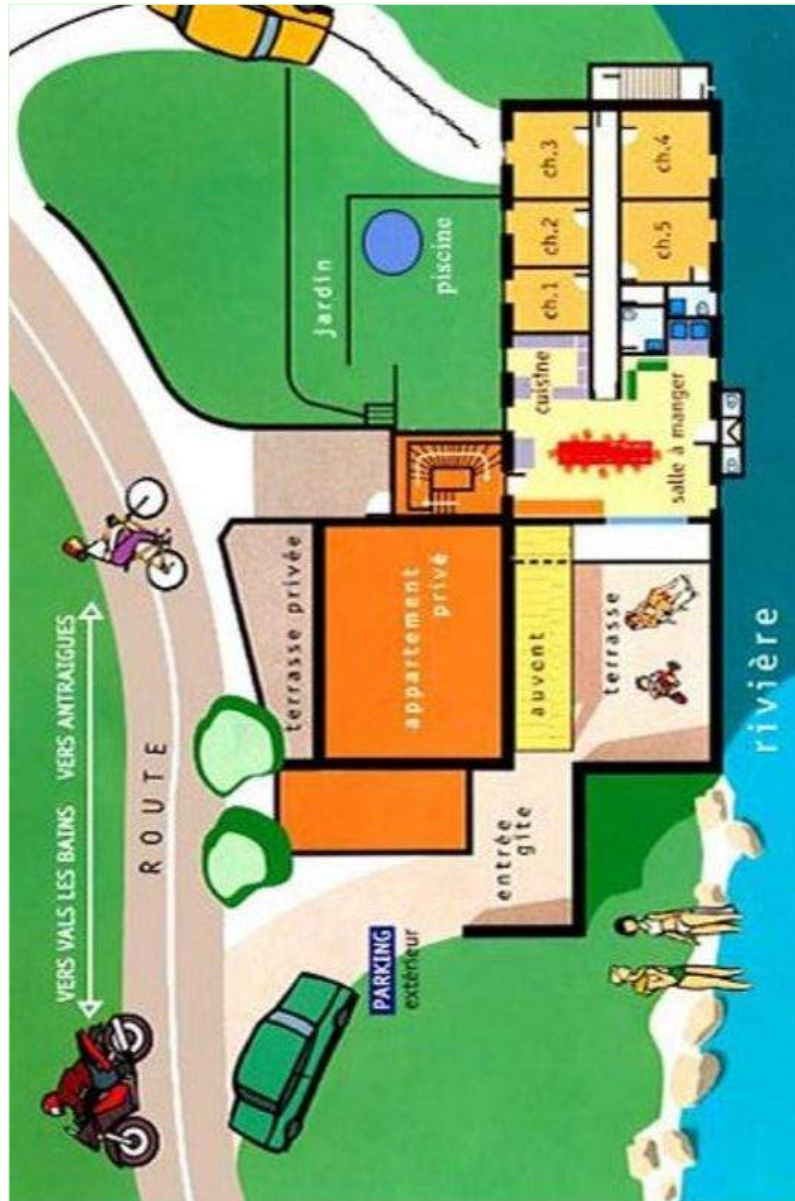 VERS VALS LES BAINS VERS ANTRAIGUES
ROUTE
PARKING
extérieur
terrasse privée
appartement
privé
entrée
gîte
auvent
terrasse
rivière
jardin
piscine
cuisine
salle à manger
ch.1
ch.2
ch.3
ch.5
ch.4